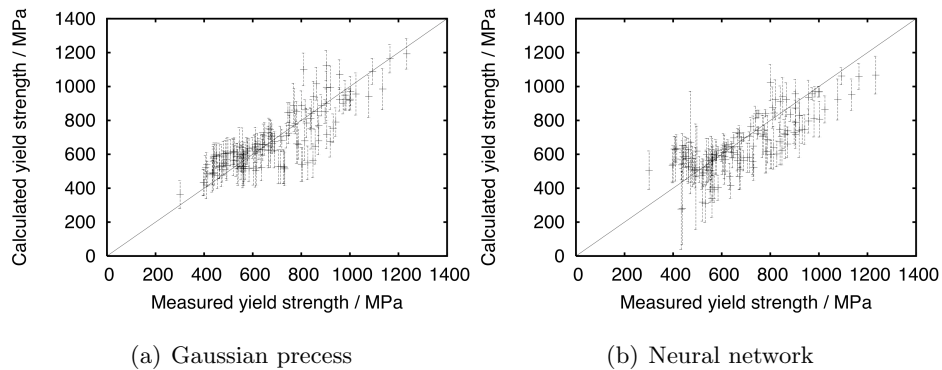 Calculated yield strength / MPa
1400
1200
1000
800
600
400
200
0
0 200 400 600 800 1000 1200 1400
Measured yield strength / MPa
(a) Gaussian precess
Calculated yield strength / MPa
1400
1200
1000
800
600
400
200
0
0 200 400 600 800 1000 1200 1400
Measured yield strength / MPa
(b) Neural network